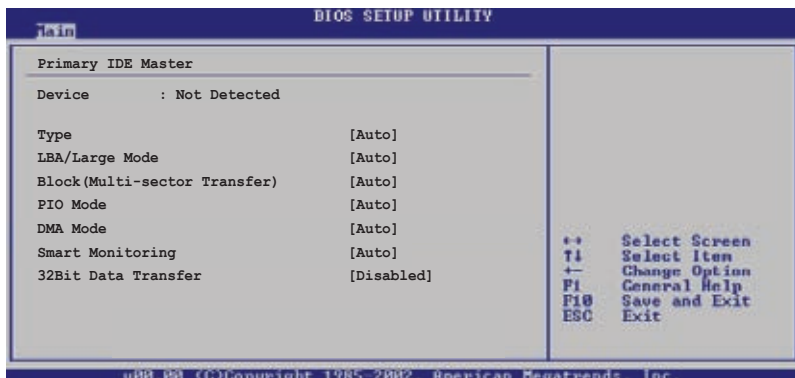 BIOS SETUP UTILITY
Main
Primary IDE Master
Device : Not Detected
Type [Auto]
LBA/Large Mode [Auto]
Block(Multi-sector Transfer) [Auto]
PIO Mode [Auto]
DMA Mode [Auto]
Smart Monitoring [Auto]
32Bit Data Transfer [Disabled]
←→ Select Screen
↑↓ Select Item
+- Change Option
F1 General Help
F10 Save and Exit
ESC Exit
v00.00 (C)Copyright 1985-2002, American Megatrends, Inc